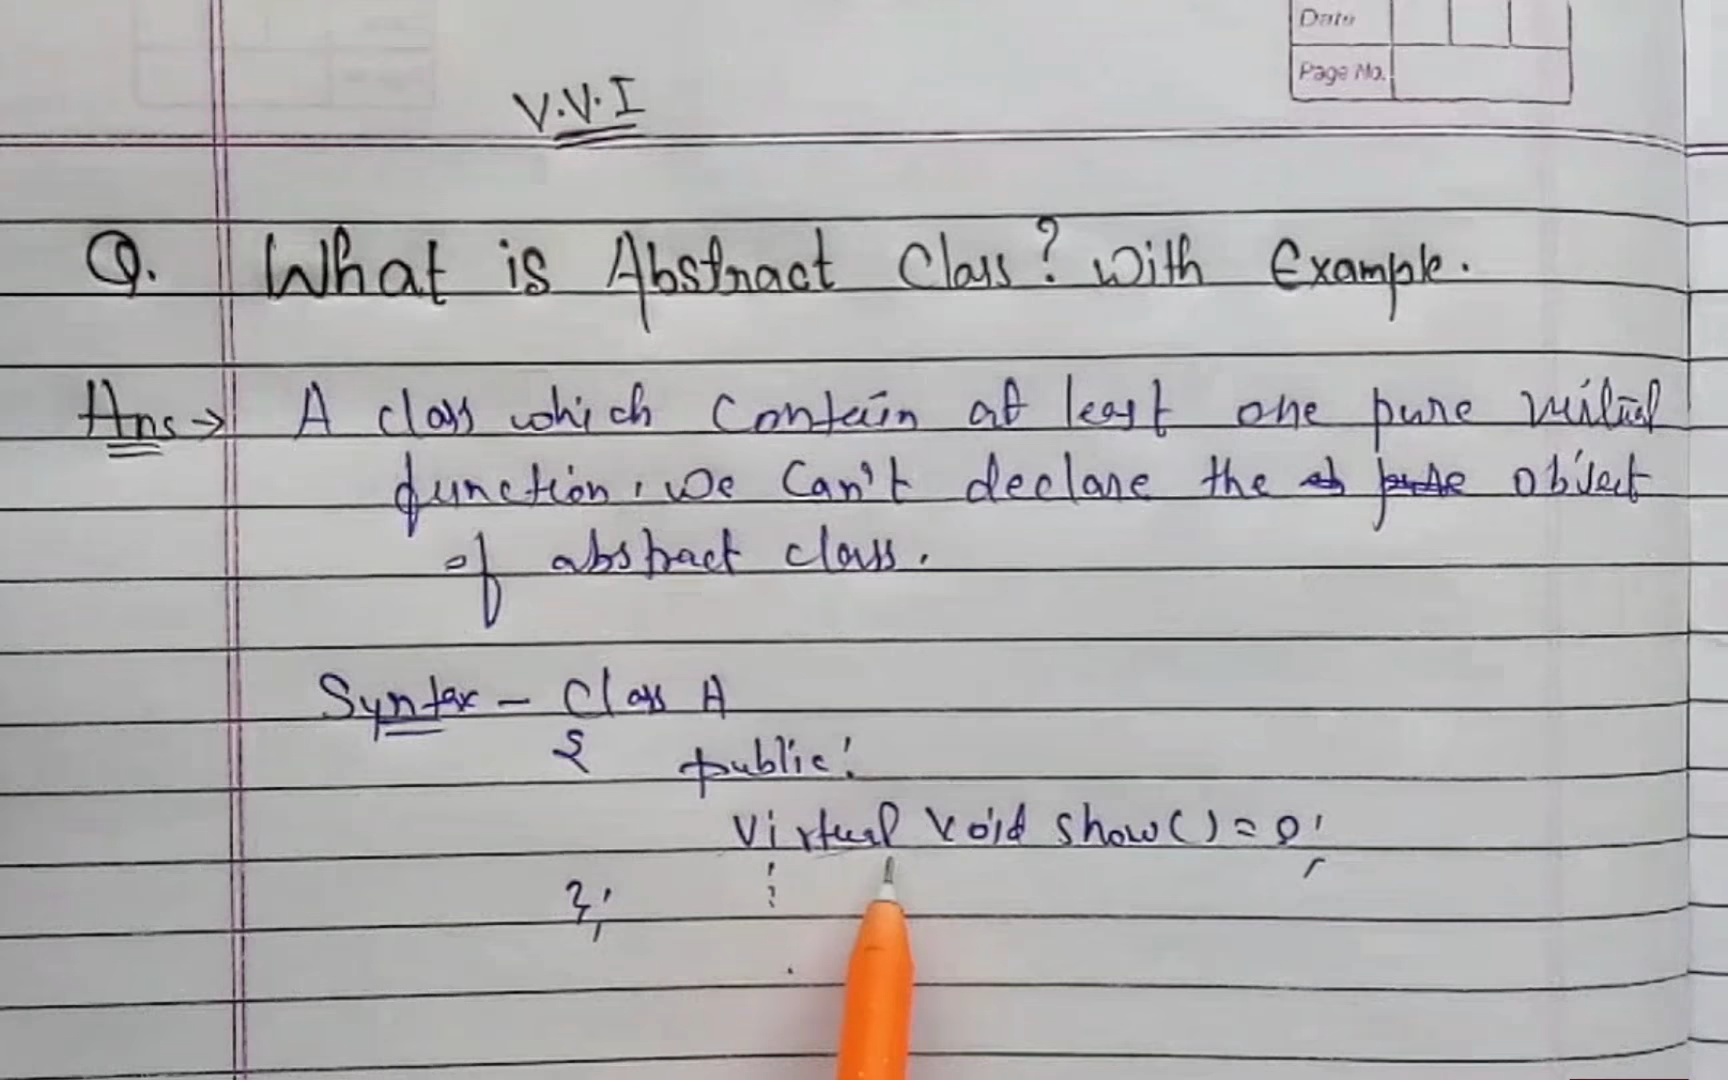 Date
Page No.
V.V.I
Q. What is Abstract Class? With Example.
Ans→ A class which contain at least one pure virtual
function, we can't declare the object
of abstract class.
Syntax - Class A
{ public:
Virtual void show() = 0;
};